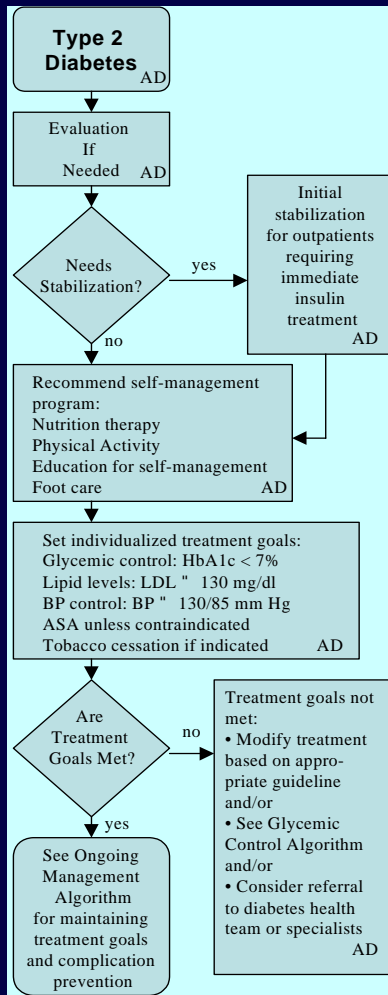 Type 2
Diabetes
AD
Evaluation
If
Needed
AD
Needs
Stabilization?
yes
no
Initial
stabilization
for outpatients
requiring
immediate
insulin
treatment
AD
Recommend self-management
program:
Nutrition therapy
Physical Activity
Education for self-management
Foot care
AD
Set individualized treatment goals:
Glycemic control: HbA1c < 7%
Lipid levels: LDL " 130 mg/dl
BP control: BP " 130/85 mm Hg
ASA unless contraindicated
Tobacco cessation if indicated
AD
Are
Treatment
Goals Met?
no
yes
Treatment goals not
met:
• Modify treatment
based on appro-
priate guideline
and/or
• See Glycemic
Control Algorithm
and/or
• Consider referral
to diabetes health
team or specialists
AD
See Ongoing
Management
Algorithm
for maintaining
treatment goals
and complication
prevention